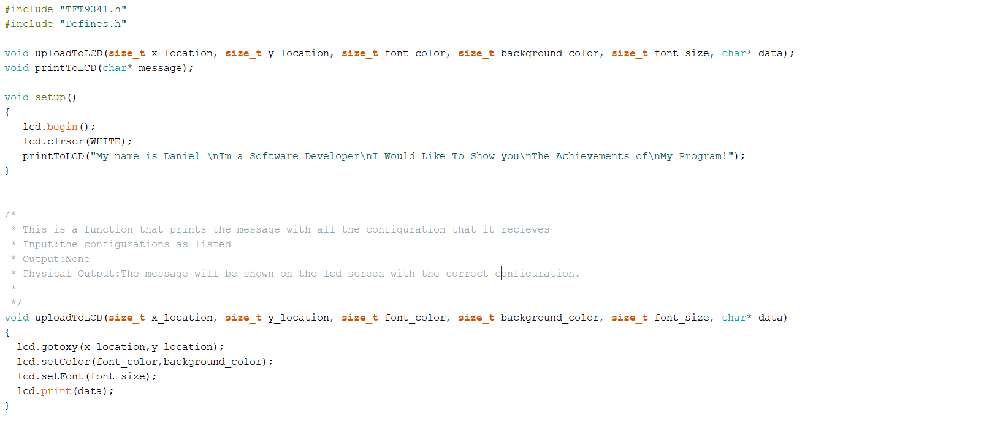 #include "TFT9341.h"
#include "Defines.h"
void uploadToLCD(size_t x_location, size_t y_location, size_t font_color, size_t background_color, size_t font_size, char* data);
void printToLCD(char* message);
void setup()
{
lcd.begin();
lcd.clrscr(WHITE);
printToLCD("My name is Daniel \nIm a Software Developer\nI Would Like To Show you\nThe Achievements of\nMy Program!");
}
/*
* This is a function that prints the message with all the configuration that it recieves
* Input:the configurations as listed
* Output:None
* Physical Output:The message will be shown on the lcd screen with the correct configuration.
*
*/
void uploadToLCD(size_t x_location, size_t y_location, size_t font_color, size_t background_color, size_t font_size, char* data)
{
lcd.gotoxy(x_location,y_location);
lcd.setColor(font_color,background_color);
lcd.setFont(font_size);
lcd.print(data);
}